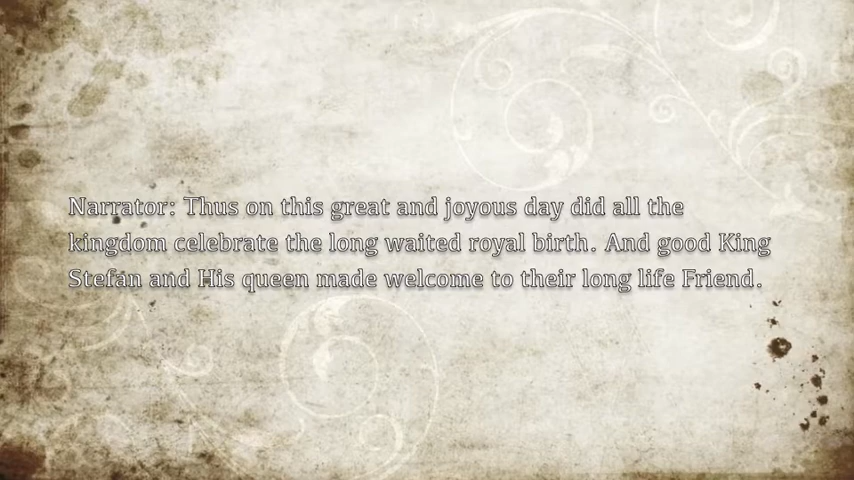 Narrator: Thus on this great and joyous day did all the
kingdom celebrate the long waited royal birth. And good King
Stefan and His queen made welcome to their long life Friend.